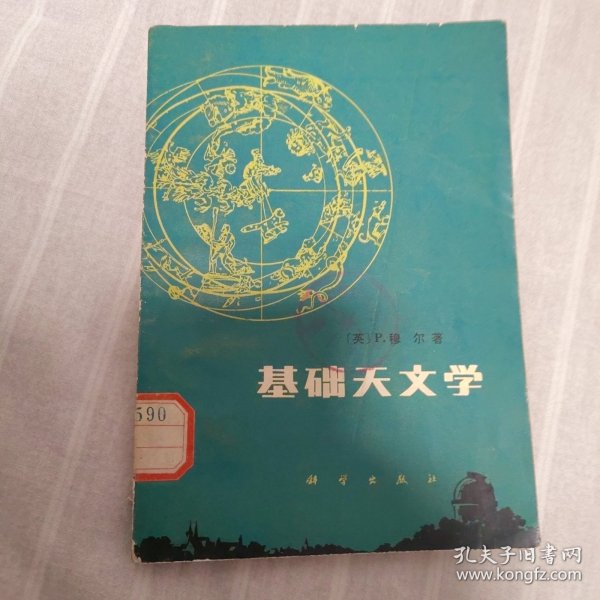 〔英〕P.穆 尔 著
基础天文学
科学出版社
590
孔夫子旧书网
www.kongfz.com